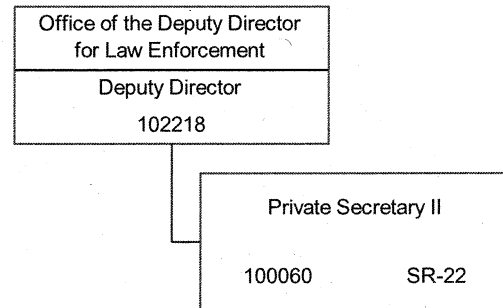 Office of the Deputy Director
for Law Enforcement
Deputy Director
102218
Private Secretary II
100060 SR-22